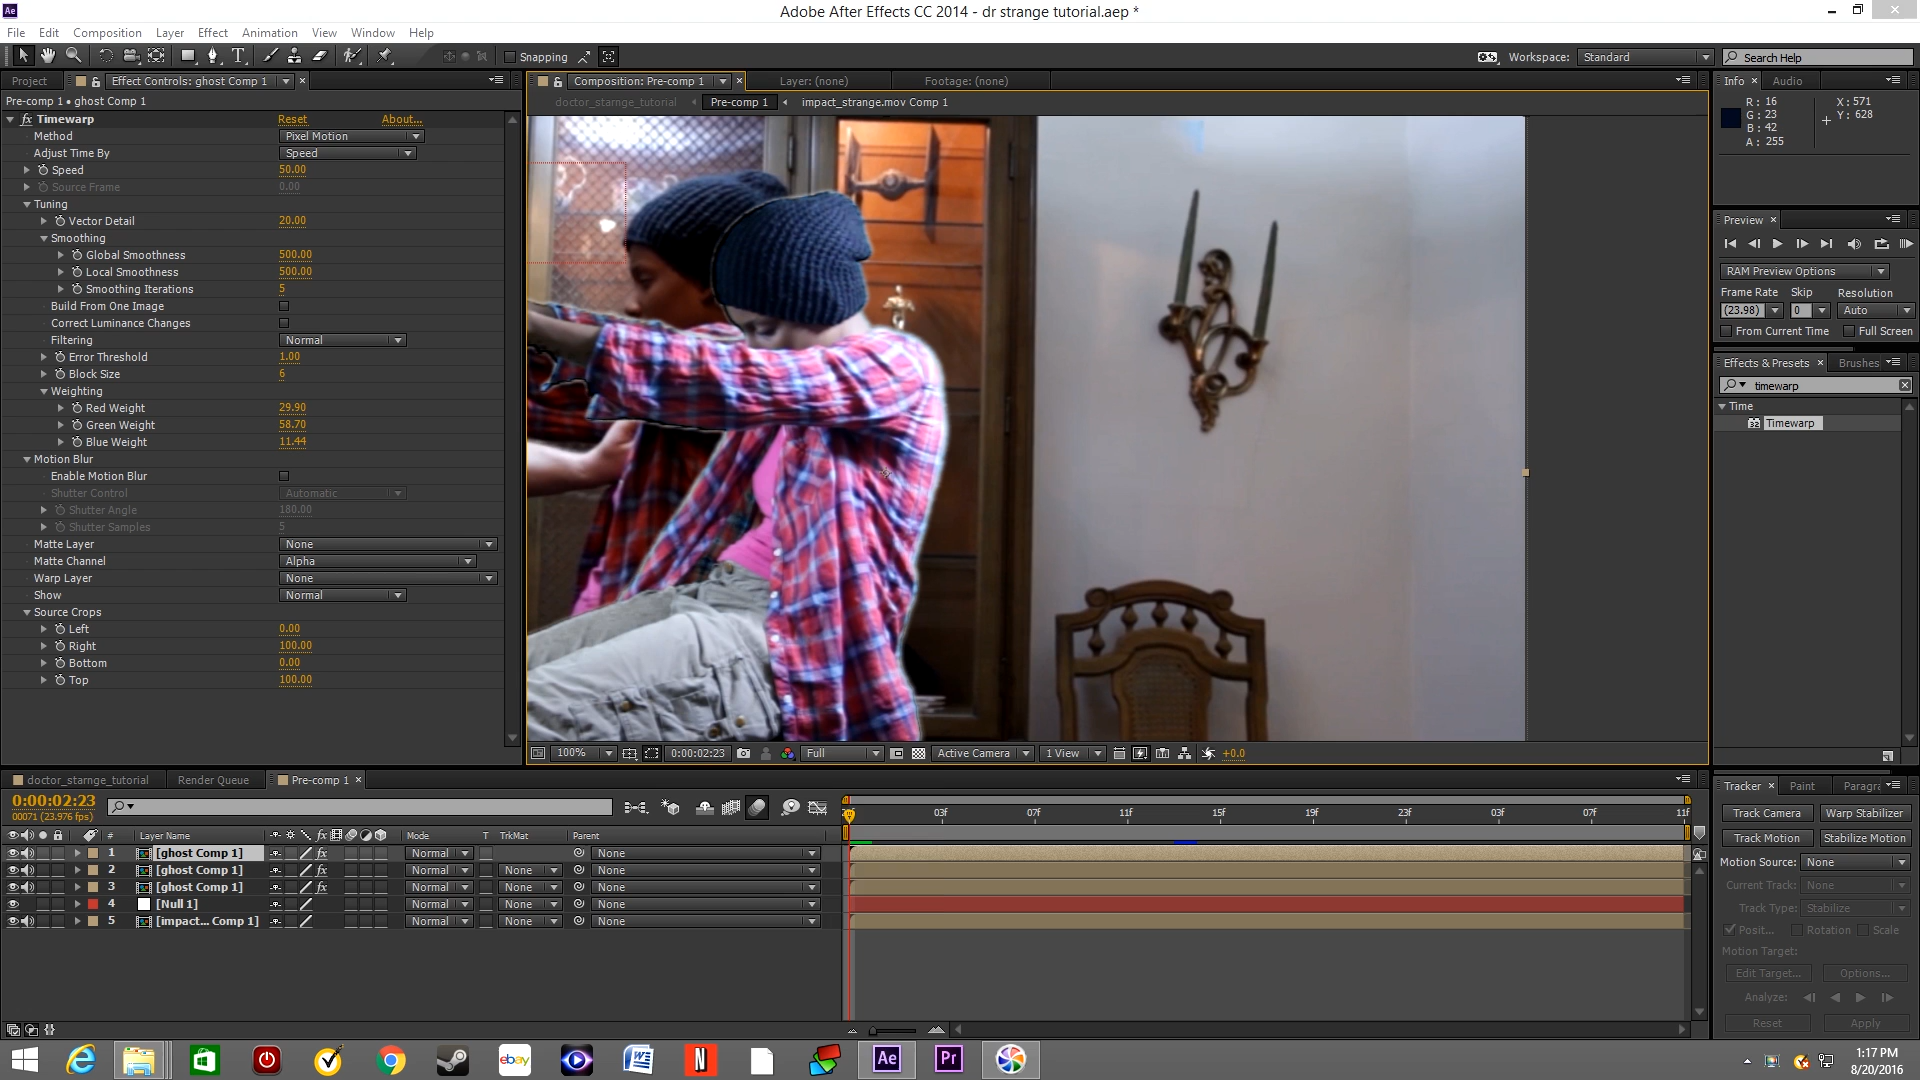 Ae
Adobe After Effects CC 2014 - dr strange tutorial.aep *
File Edit Composition Layer Effect Animation View Window Help
Snapping
Workspace: Standard
Search Help
Project
Effect Controls: ghost Comp 1
Pre-comp 1 • ghost Comp 1
fx Timewarp Reset About...
Method Pixel Motion
Adjust Time By Speed
Speed 50.00
Source Frame 0.00
Tuning
Vector Detail 20.00
Smoothing
Global Smoothness 500.00
Local Smoothness 500.00
Smoothing Iterations 5
Build From One Image
Correct Luminance Changes
Filtering Normal
Error Threshold 1.00
Block Size 6
Weighting
Red Weight 29.90
Green Weight 58.70
Blue Weight 11.44
Motion Blur
Enable Motion Blur
Shutter Control Automatic
Shutter Angle 180.00
Shutter Samples 5
Matte Layer None
Matte Channel Alpha
Warp Layer None
Show Normal
Source Crops
Left 0.00
Right 100.00
Bottom 0.00
Top 100.00
Composition: Pre-comp 1
Layer: (none)
Footage: (none)
doctor_starnge_tutorial Pre-comp 1 impact_strange.mov Comp 1
100% 0:00:02:23 Full Active Camera 1 View +0.0
Info Audio
R: 16 X: 571
G: 23 Y: 628
B: 42
A: 255
Preview
RAM Preview Options
Frame Rate Skip Resolution
(23.98) 0 Auto
From Current Time Full Screen
Effects & Presets Brushes
timewarp
Time
32 Timewarp
doctor_starnge_tutorial Render Queue Pre-comp 1
0:00:02:23
00071 (23.976 fps)
# Layer Name fx Mode T TrkMat Parent
1 [ghost Comp 1] fx Normal None
2 [ghost Comp 1] fx Normal None None
3 [ghost Comp 1] fx Normal None None
4 [Null 1] Normal None None
5 [impact... Comp 1] Normal None None
03f 07f 11f 15f 19f 23f 03f 07f 11f
Tracker Paint Paragra
Track Camera Warp Stabilizer
Track Motion Stabilize Motion
Motion Source: None
Current Track: None
Track Type: Stabilize
Posit... Rotation Scale
Motion Target:
Edit Target... Options...
Analyze:
Reset Apply
ebay W N Ae Pr
1:17 PM
8/20/2016